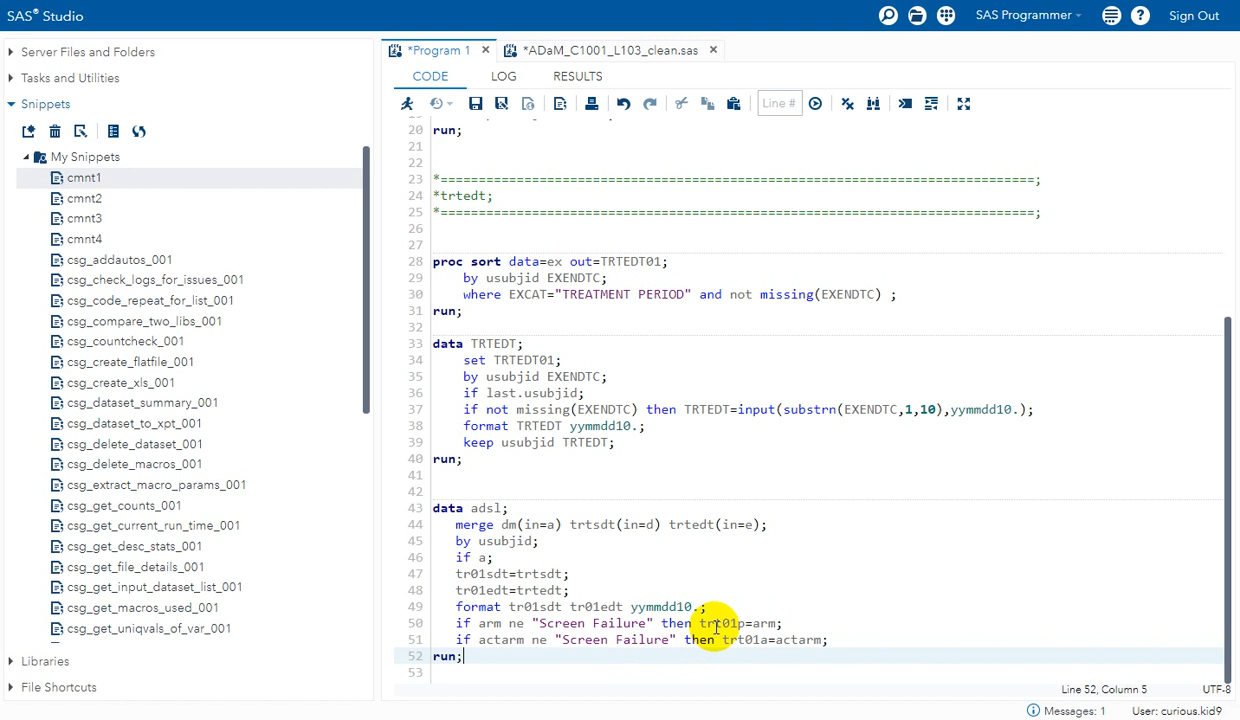 SAS® Studio
SAS Programmer
Sign Out
Server Files and Folders
Tasks and Utilities
Snippets
My Snippets
cmnt1
cmnt2
cmnt3
cmnt4
csg_addautos_001
csg_check_logs_for_issues_001
csg_code_repeat_for_list_001
csg_compare_two_libs_001
csg_countcheck_001
csg_create_flatfile_001
csg_create_xls_001
csg_dataset_summary_001
csg_dataset_to_xpt_001
csg_delete_dataset_001
csg_delete_macros_001
csg_extract_macro_params_001
csg_get_counts_001
csg_get_current_run_time_001
csg_get_desc_stats_001
csg_get_file_details_001
csg_get_input_dataset_list_001
csg_get_macros_used_001
csg_get_uniqvals_of_var_001
Libraries
File Shortcuts
*Program 1
*ADaM_C1001_L103_clean.sas
CODE LOG RESULTS
Line #
20 run;
21
22
23 *==============================================================================;
24 *trtedt;
25 *==============================================================================;
26
27
28 proc sort data=ex out=TRTEDT01;
29 by usubjid EXENDTC;
30 where EXCAT="TREATMENT PERIOD" and not missing(EXENDTC) ;
31 run;
32
33 data TRTEDT;
34 set TRTEDT01;
35 by usubjid EXENDTC;
36 if last.usubjid;
37 if not missing(EXENDTC) then TRTEDT=input(substrn(EXENDTC,1,10),yymmdd10.);
38 format TRTEDT yymmdd10.;
39 keep usubjid TRTEDT;
40 run;
41
42
43 data adsl;
44 merge dm(in=a) trtsdt(in=d) trtedt(in=e);
45 by usubjid;
46 if a;
47 tr01sdt=trtsdt;
48 tr01edt=trtedt;
49 format tr01sdt tr01edt yymmdd10.;
50 if arm ne "Screen Failure" then trt01p=arm;
51 if actarm ne "Screen Failure" then trt01a=actarm;
52 run;
53
Line 52, Column 5 UTF-8
Messages: 1 User: curious.kid9